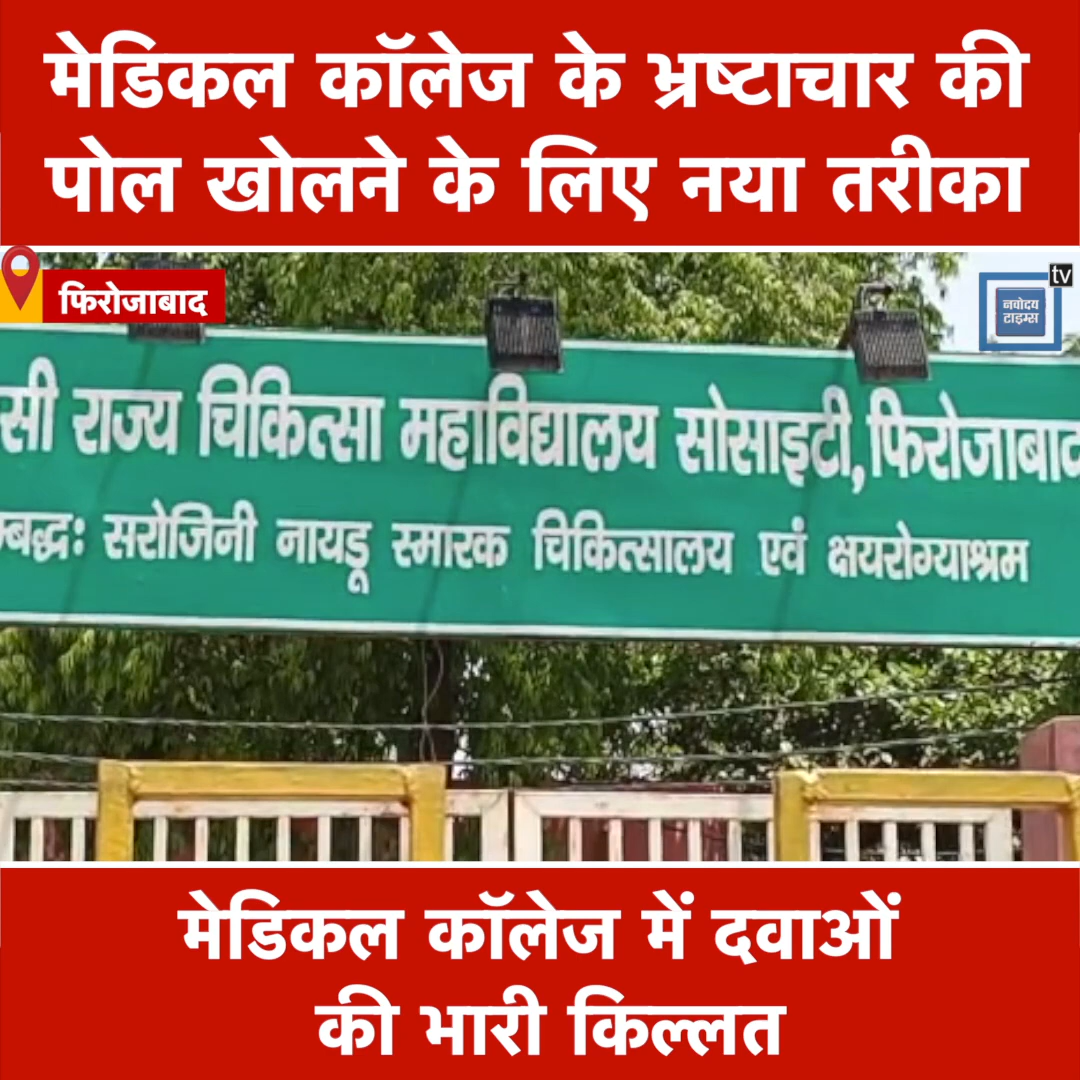 मेडिकल कॉलेज के भ्रष्टाचार की
पोल खोलने के लिए नया तरीका
फिरोजाबाद
tv
नवोदय
टाइम्स
राज्य चिकित्सा महाविद्यालय सोसाइटी, फिरोजाबाद
सरोजिनी नायडू स्मारक चिकित्सालय एवं क्षयरोग्याश्रम
मेडिकल कॉलेज में दवाओं
की भारी किल्लत